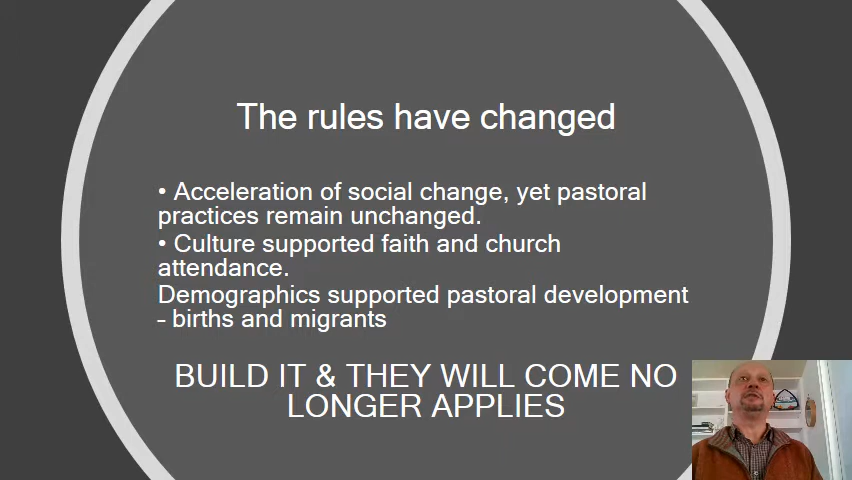 The rules have changed
• Acceleration of social change, yet pastoral
practices remain unchanged.
• Culture supported faith and church
attendance.
Demographics supported pastoral development
– births and migrants
BUILD IT & THEY WILL COME NO
LONGER APPLIES